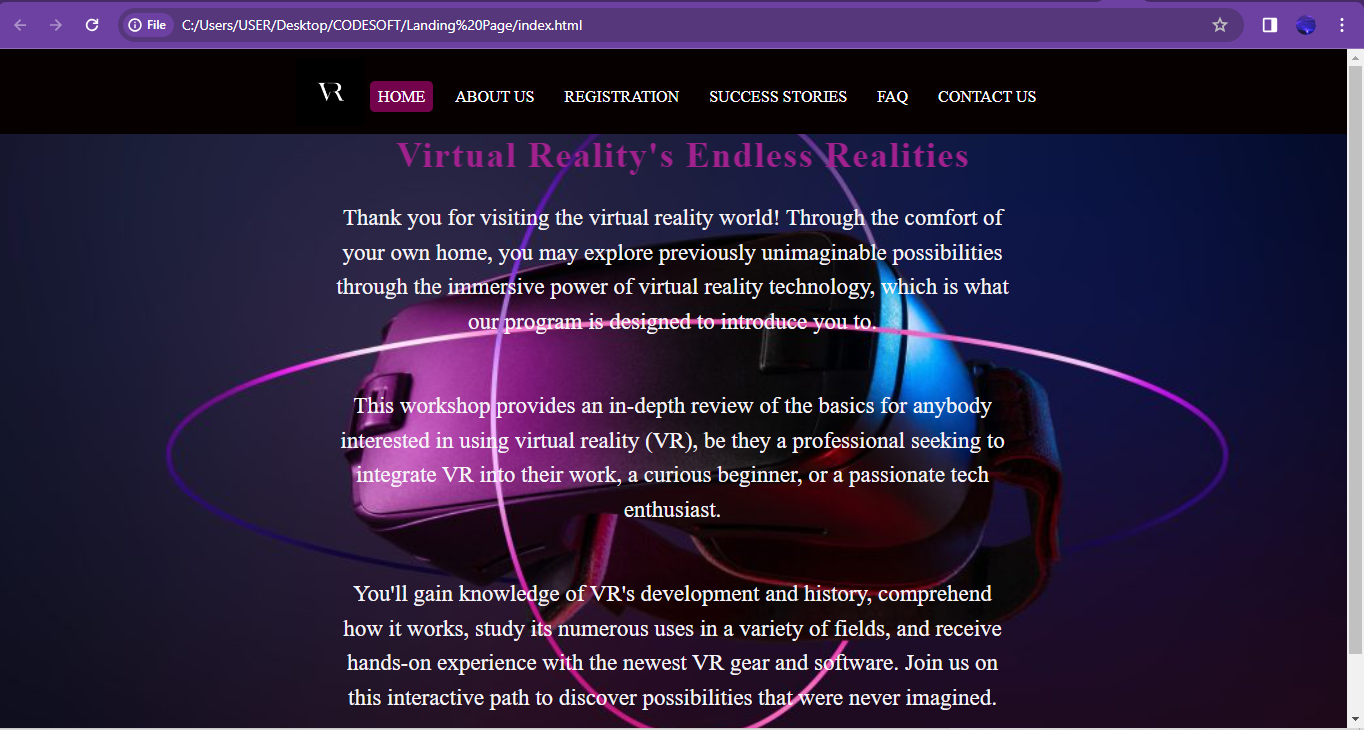 File C:/Users/USER/Desktop/CODESOFT/Landing%20Page/index.html
VR HOME ABOUT US REGISTRATION SUCCESS STORIES FAQ CONTACT US
Virtual Reality's Endless Realities
Thank you for visiting the virtual reality world! Through the comfort of
your own home, you may explore previously unimaginable possibilities
through the immersive power of virtual reality technology, which is what
our program is designed to introduce you to.
This workshop provides an in-depth review of the basics for anybody
interested in using virtual reality (VR), be they a professional seeking to
integrate VR into their work, a curious beginner, or a passionate tech
enthusiast.
You'll gain knowledge of VR's development and history, comprehend
how it works, study its numerous uses in a variety of fields, and receive
hands-on experience with the newest VR gear and software. Join us on
this interactive path to discover possibilities that were never imagined.